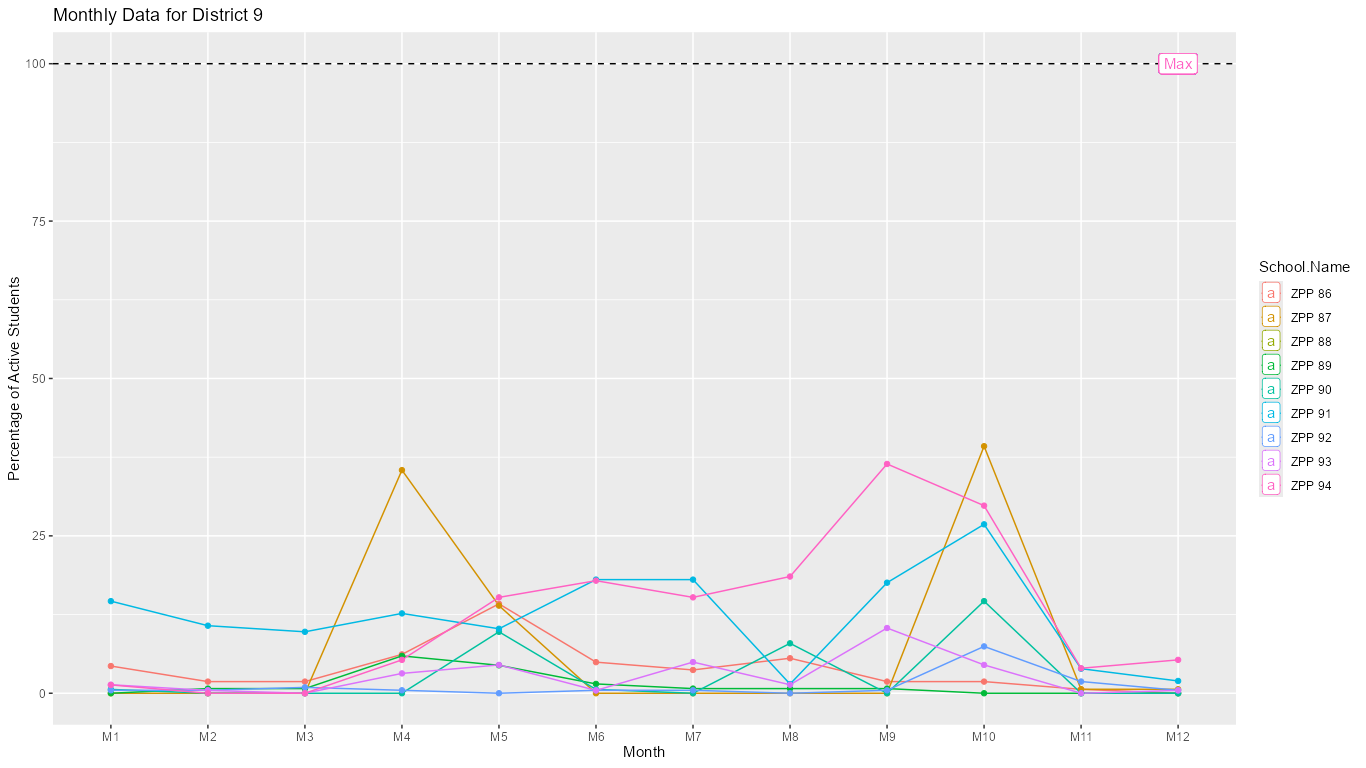 Monthly Data for District 9
100
Max
75
50
25
0
Percentage of Active Students
M1 M2 M3 M4 M5 M6 M7 M8 M9 M10 M11 M12
Month
School.Name
a ZPP 86
a ZPP 87
a ZPP 88
a ZPP 89
a ZPP 90
a ZPP 91
a ZPP 92
a ZPP 93
a ZPP 94